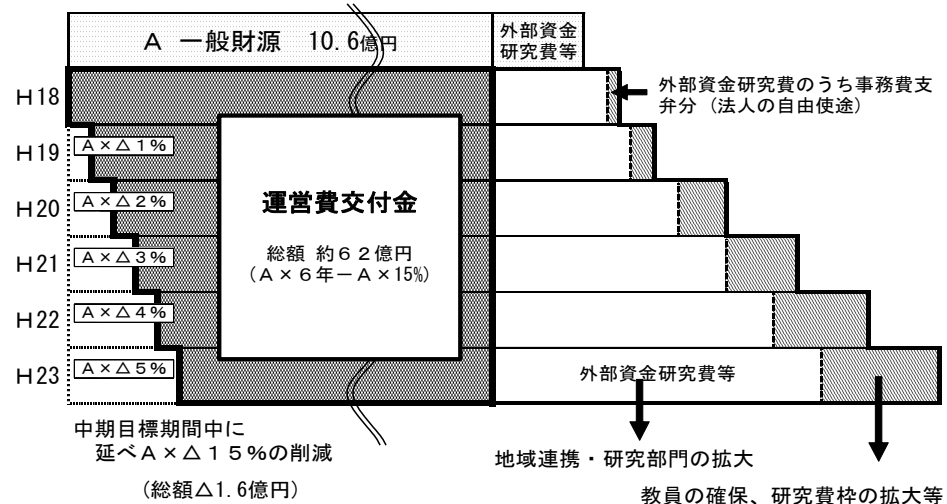 A 一般財源 10.6億円
外部資金
研究費等
H18
外部資金研究費のうち事務費支
弁分（法人の自由使途）
H19
A×△1%
H20
A×△2%
H21
A×△3%
H22
A×△4%
H23
A×△5%
運営費交付金
総額 約６２億円
（A×６年－A×15%）
外部資金研究費等
中期目標期間中に
延べA×△１５%の削減
（総額△1.6億円）
地域連携・研究部門の拡大
教員の確保、研究費枠の拡大等